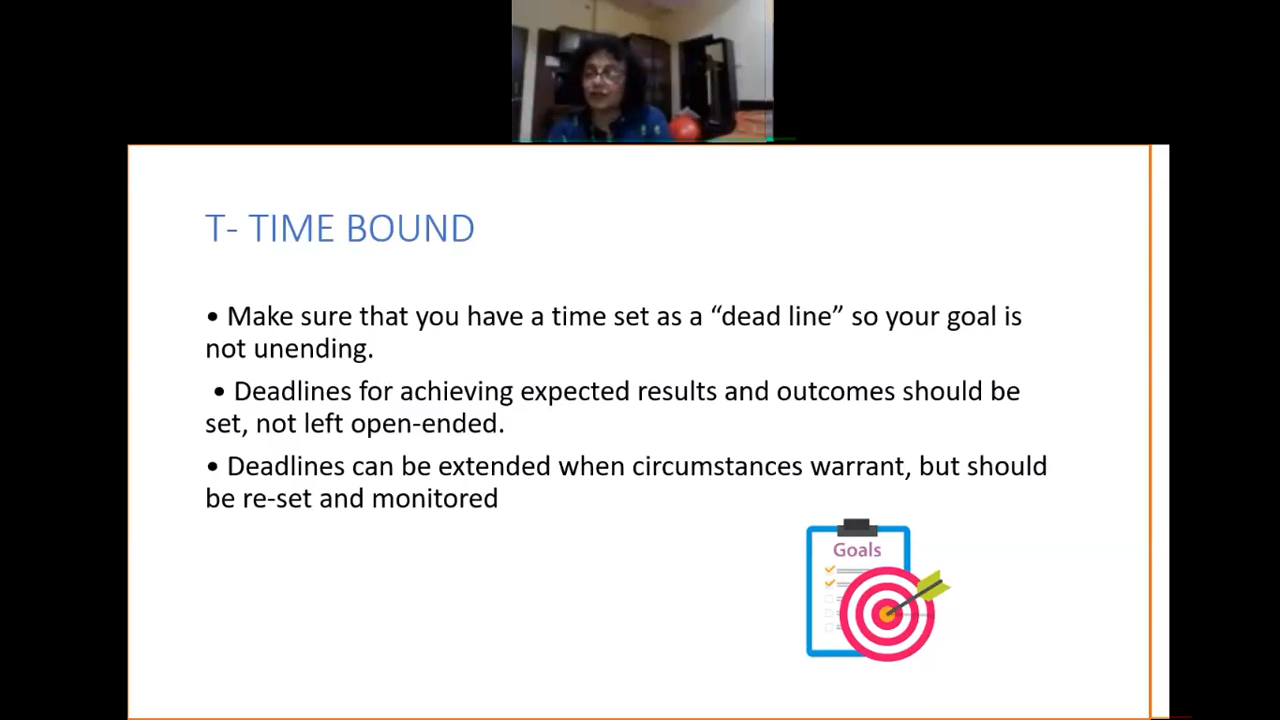 T- TIME BOUND
• Make sure that you have a time set as a “dead line” so your goal is
not unending.
• Deadlines for achieving expected results and outcomes should be
set, not left open-ended.
• Deadlines can be extended when circumstances warrant, but should
be re-set and monitored
Goals